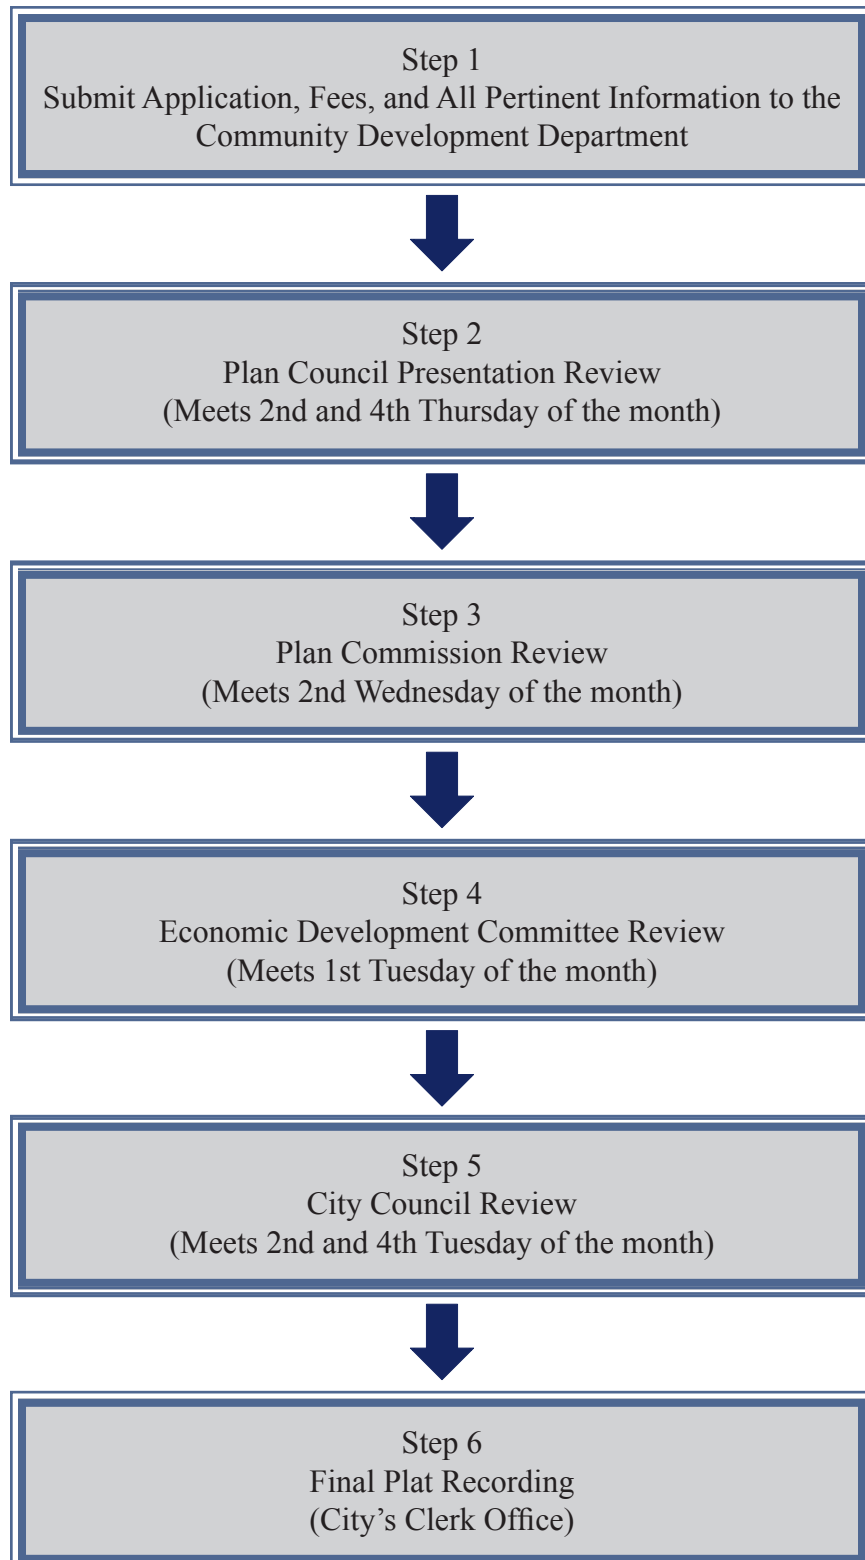 Step 1
Submit Application, Fees, and All Pertinent Information to the
Community Development Department
Step 2
Plan Council Presentation Review
(Meets 2nd and 4th Thursday of the month)
Step 3
Plan Commission Review
(Meets 2nd Wednesday of the month)
Step 4
Economic Development Committee Review
(Meets 1st Tuesday of the month)
Step 5
City Council Review
(Meets 2nd and 4th Tuesday of the month)
Step 6
Final Plat Recording
(City’s Clerk Office)